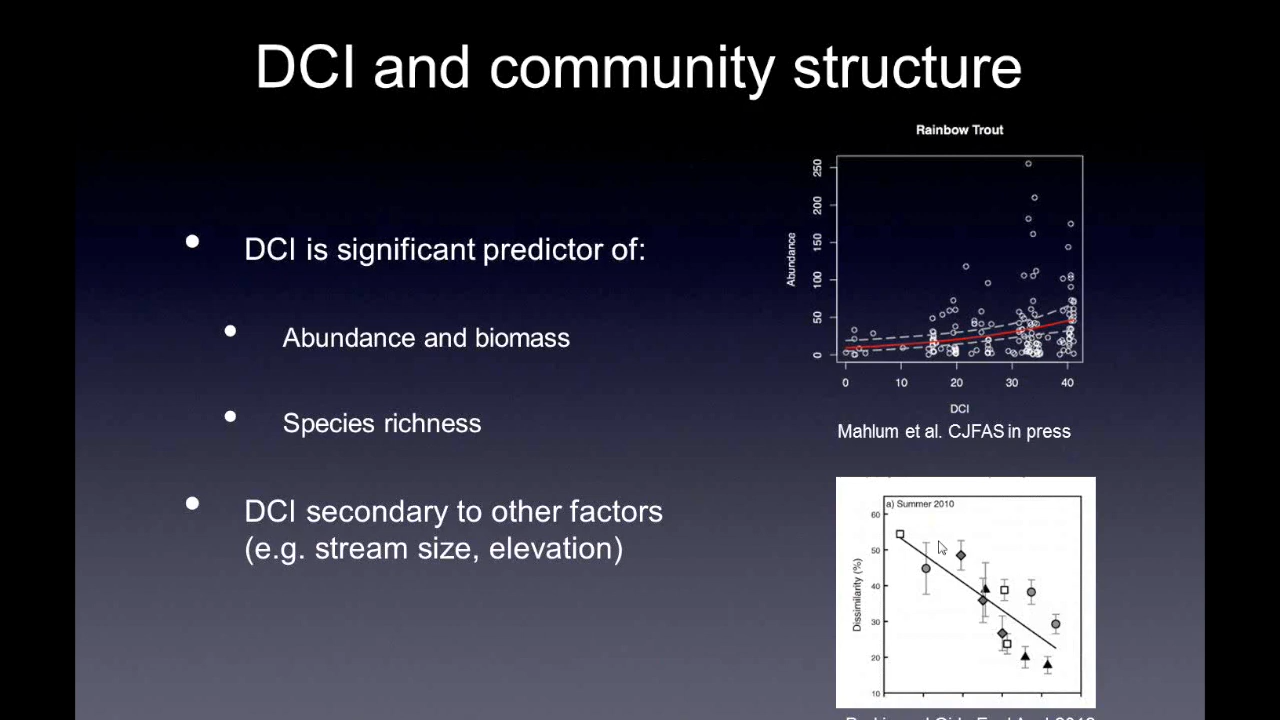 DCI and community structure
Rainbow Trout
250
200
150
100
50
0
Abundance
0 10 20 30 40
DCI
Mahlum et al. CJFAS in press
• DCI is significant predictor of:
• Abundance and biomass
• Species richness
• DCI secondary to other factors
(e.g. stream size, elevation)
a) Summer 2010
60
50
40
30
20
10
Dissimilarity (%)